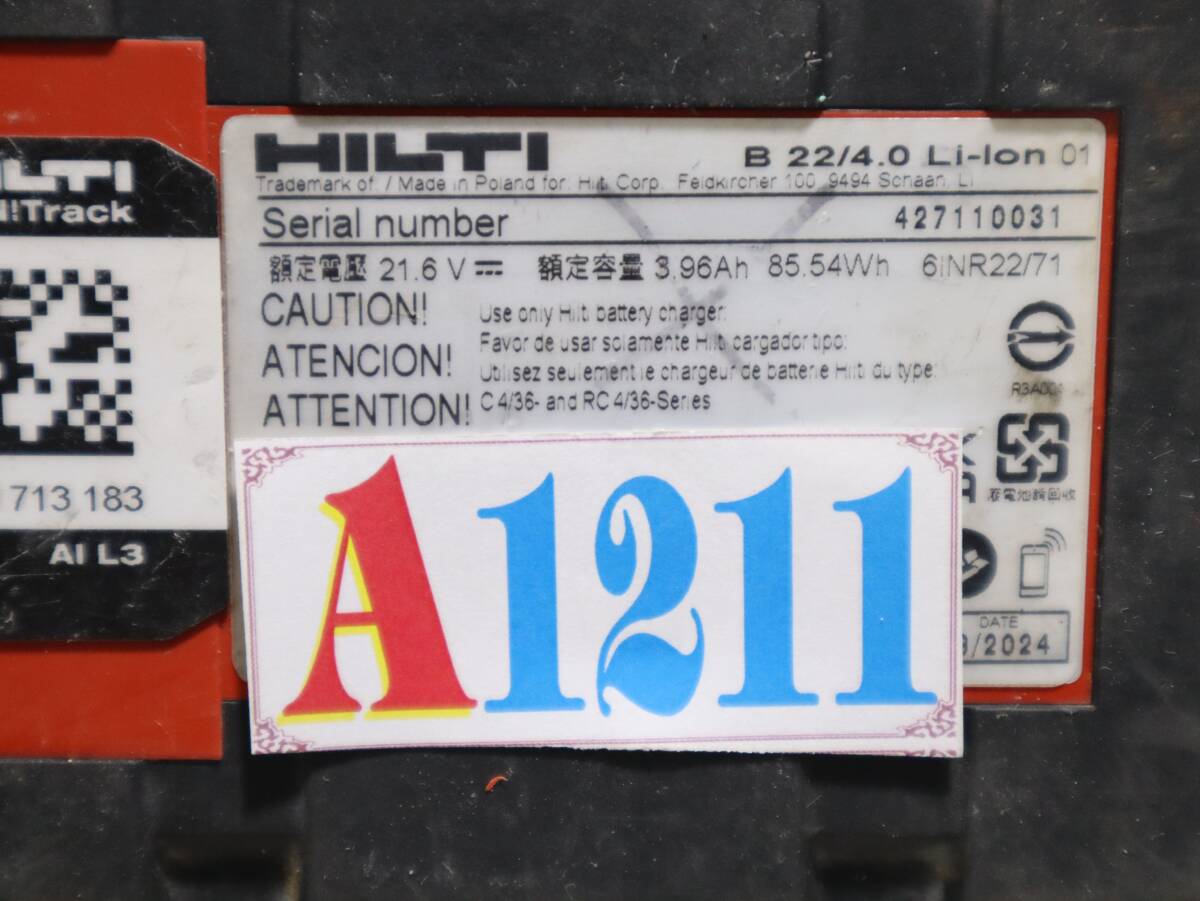 HILTI
B 22/4.0 Li-Ion 01
Trademark of / Made in Poland for: Hilti Corp. Feldkircher 100, 9494 Schaan, LI
Serial number
427110031
額定電壓 21.6 V 額定容量 3.96Ah 85.54Wh 6INR22/71
CAUTION!
Use only Hilti battery charger:
ATENCION!
Favor de usar solamente Hilti cargador tipo:
Utilisez seulement le chargeur de batterie Hilti du type:
ATTENTION!
C 4/36- and RC 4/36-Series
廢電池請回收
DATE
/2024
A1211
HILTI
N!Track
713 183
AI L3